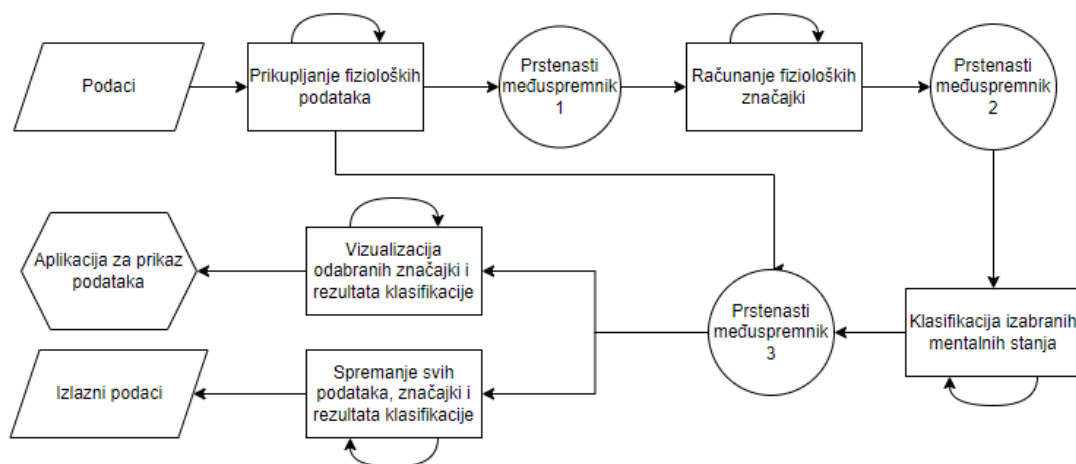 Podaci
Prikupljanje fizioloških
podataka
Prstenasti
međuspremnik
1
Računanje fizioloških
značajki
Prstenasti
međuspremnik
2
Aplikacija za prikaz
podataka
Vizualizacija
odabranih značajki i
rezultata klasifikacije
Prstenasti
međuspremnik
3
Klasifikacija izabranih
mentalnih stanja
Izlazni podaci
Spremanje svih
podataka, značajki i
rezultata klasifikacije